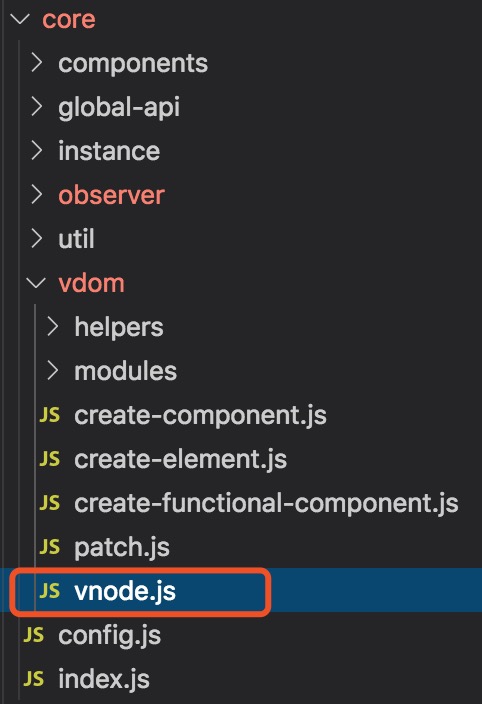 core
components
global-api
instance
observer
util
vdom
helpers
modules
JS create-component.js
JS create-element.js
JS create-functional-component.js
JS patch.js
JS vnode.js
JS config.js
JS index.js